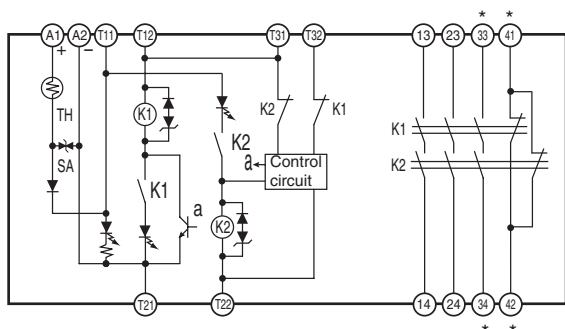 * *
A1 A2 T11 T12 T31 T32 13 23 33 41
+ −
TH
K1
K2 K1
K2
SA
a Control
circuit
K1
K1
K2
a
K2
T21 T22 14 24 34 42
* *